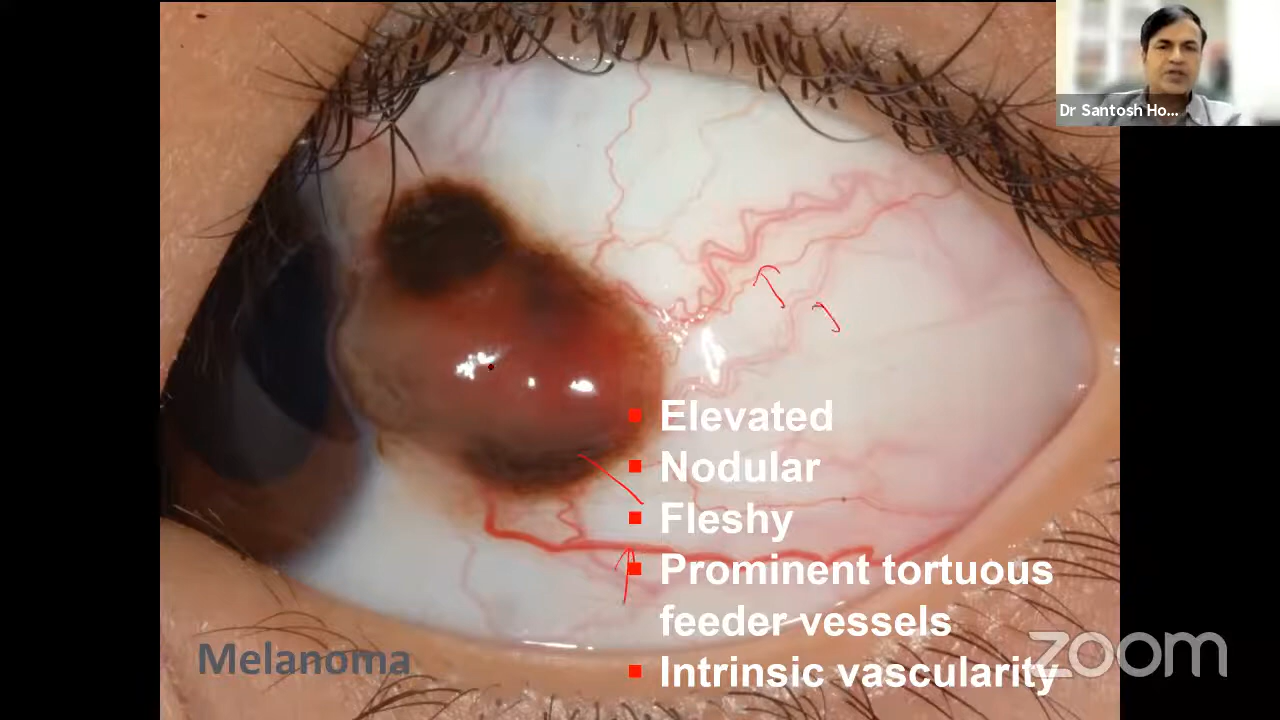 Dr Santosh Ho...
Elevated
Nodular
Fleshy
Prominent tortuous
feeder vessels
Intrinsic vascularity
Melanoma
zoom